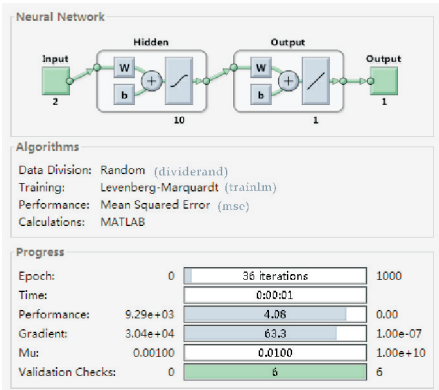 Neural Network
Hidden Output
Input Output
W W
b b
2 10 1 1
Algorithms
Data Division: Random (dividerand)
Training: Levenberg-Marquardt (trainlm)
Performance: Mean Squared Error (mse)
Calculations: MATLAB
Progress
Epoch: 0 36 iterations 1000
Time: 0:00:01
Performance: 9.29e+03 4.08 0.00
Gradient: 3.04e+04 63.3 1.00e-07
Mu: 0.00100 0.0100 1.00e+10
Validation Checks: 0 6 6